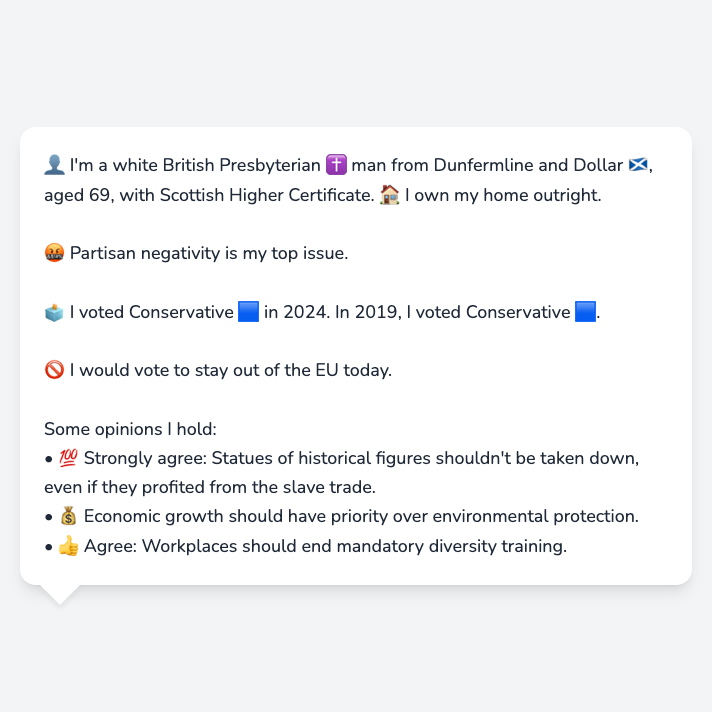 👤 I'm a white British Presbyterian ✝️ man from Dunfermline and Dollar 🏴󠁧󠁢󠁳󠁣󠁴󠁿,
aged 69, with Scottish Higher Certificate. 🏠 I own my home outright.
🤬 Partisan negativity is my top issue.
🗳️ I voted Conservative 🟦 in 2024. In 2019, I voted Conservative 🟦.
🚫 I would vote to stay out of the EU today.
Some opinions I hold:
• 💯 Strongly agree: Statues of historical figures shouldn't be taken down,
even if they profited from the slave trade.
• 💰 Economic growth should have priority over environmental protection.
• 👍 Agree: Workplaces should end mandatory diversity training.